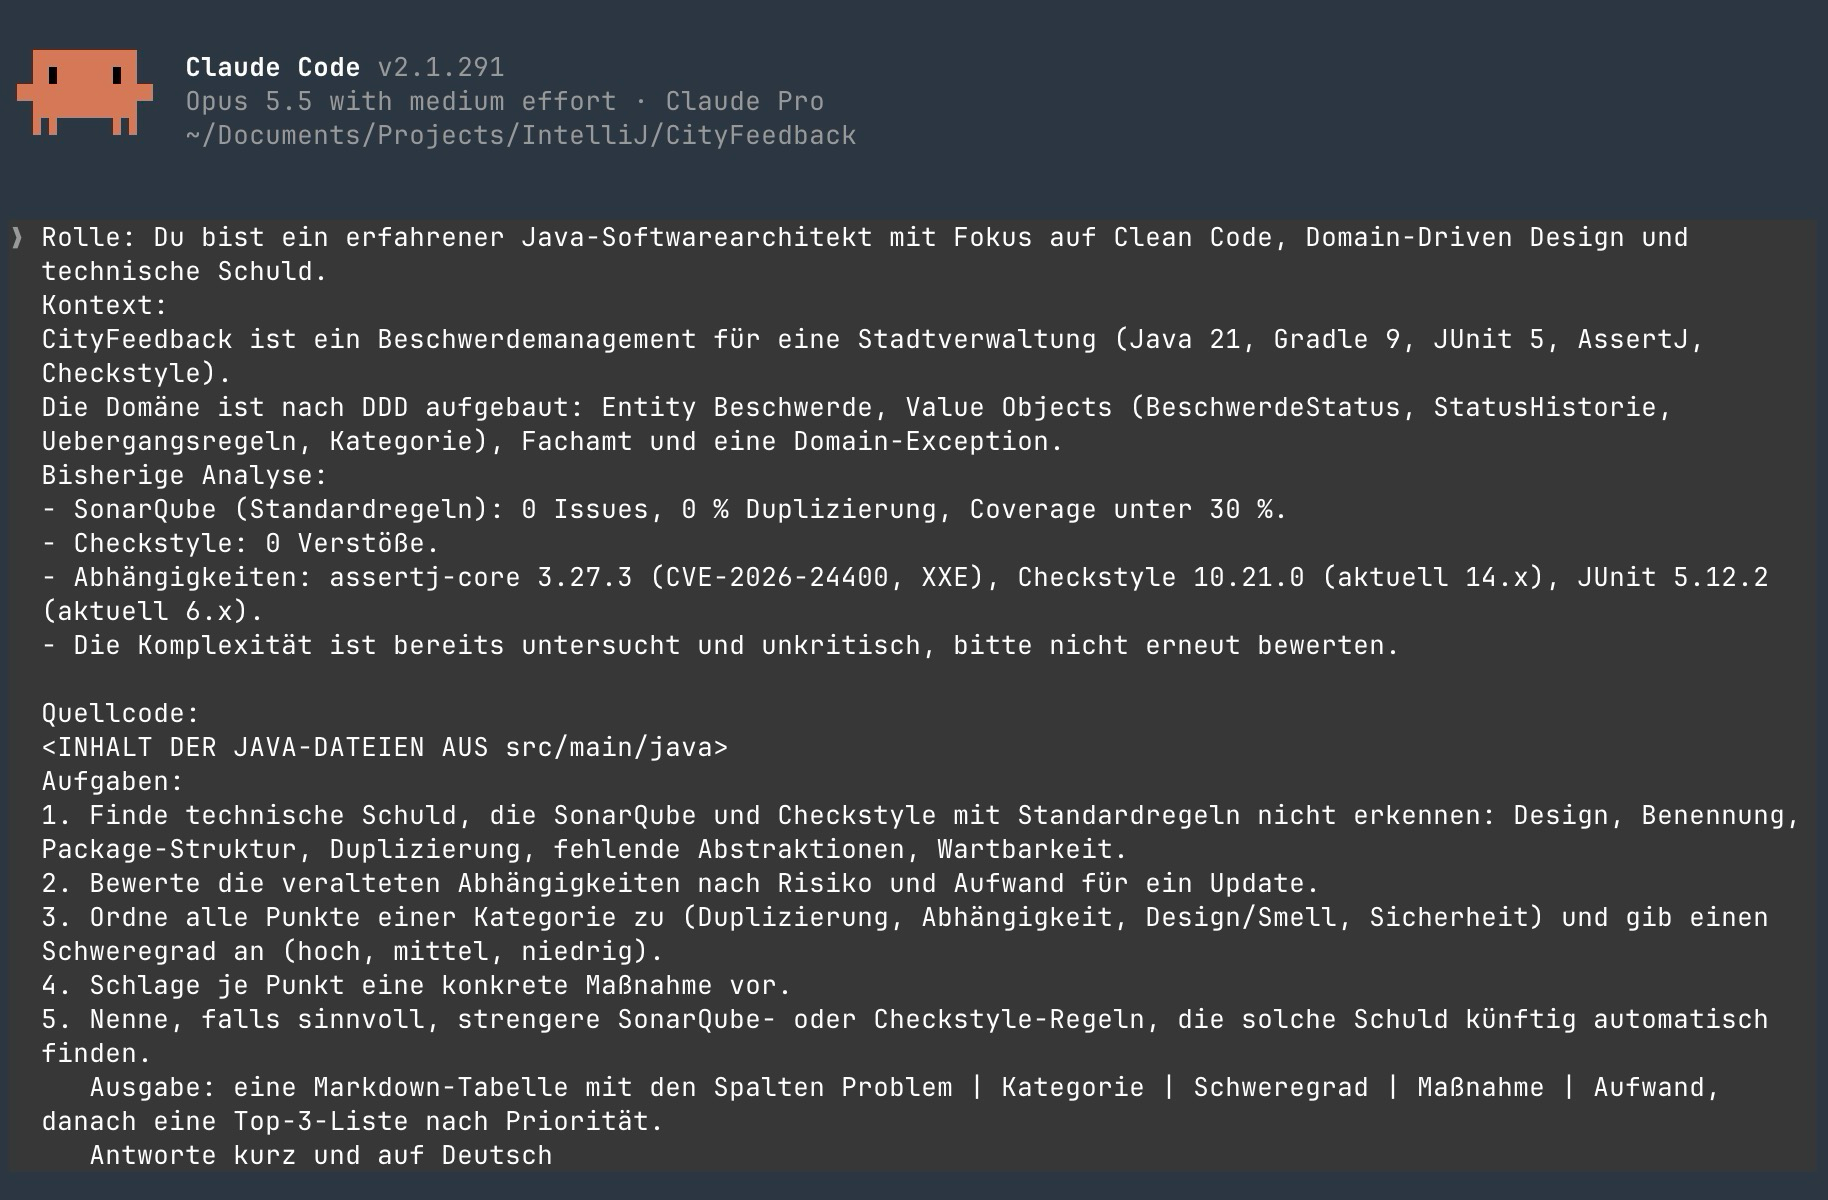 Claude Code v2.1.291
Opus 5.5 with medium effort · Claude Pro
~/Documents/Projects/IntelliJ/CityFeedback
❯ Rolle: Du bist ein erfahrener Java-Softwarearchitekt mit Fokus auf Clean Code, Domain-Driven Design und
technische Schuld.
Kontext:
CityFeedback ist ein Beschwerdemanagement für eine Stadtverwaltung (Java 21, Gradle 9, JUnit 5, AssertJ,
Checkstyle).
Die Domäne ist nach DDD aufgebaut: Entity Beschwerde, Value Objects (BeschwerdeStatus, StatusHistorie,
Uebergangsregeln, Kategorie), Fachamt und eine Domain-Exception.
Bisherige Analyse:
- SonarQube (Standardregeln): 0 Issues, 0 % Duplizierung, Coverage unter 30 %.
- Checkstyle: 0 Verstöße.
- Abhängigkeiten: assertj-core 3.27.3 (CVE-2026-24400, XXE), Checkstyle 10.21.0 (aktuell 14.x), JUnit 5.12.2
(aktuell 6.x).
- Die Komplexität ist bereits untersucht und unkritisch, bitte nicht erneut bewerten.
Quellcode:
<INHALT DER JAVA-DATEIEN AUS src/main/java>
Aufgaben:
1. Finde technische Schuld, die SonarQube und Checkstyle mit Standardregeln nicht erkennen: Design, Benennung,
Package-Struktur, Duplizierung, fehlende Abstraktionen, Wartbarkeit.
2. Bewerte die veralteten Abhängigkeiten nach Risiko und Aufwand für ein Update.
3. Ordne alle Punkte einer Kategorie zu (Duplizierung, Abhängigkeit, Design/Smell, Sicherheit) und gib einen
Schweregrad an (hoch, mittel, niedrig).
4. Schlage je Punkt eine konkrete Maßnahme vor.
5. Nenne, falls sinnvoll, strengere SonarQube- oder Checkstyle-Regeln, die solche Schuld künftig automatisch
finden.
Ausgabe: eine Markdown-Tabelle mit den Spalten Problem | Kategorie | Schweregrad | Maßnahme | Aufwand,
danach eine Top-3-Liste nach Priorität.
Antworte kurz und auf Deutsch